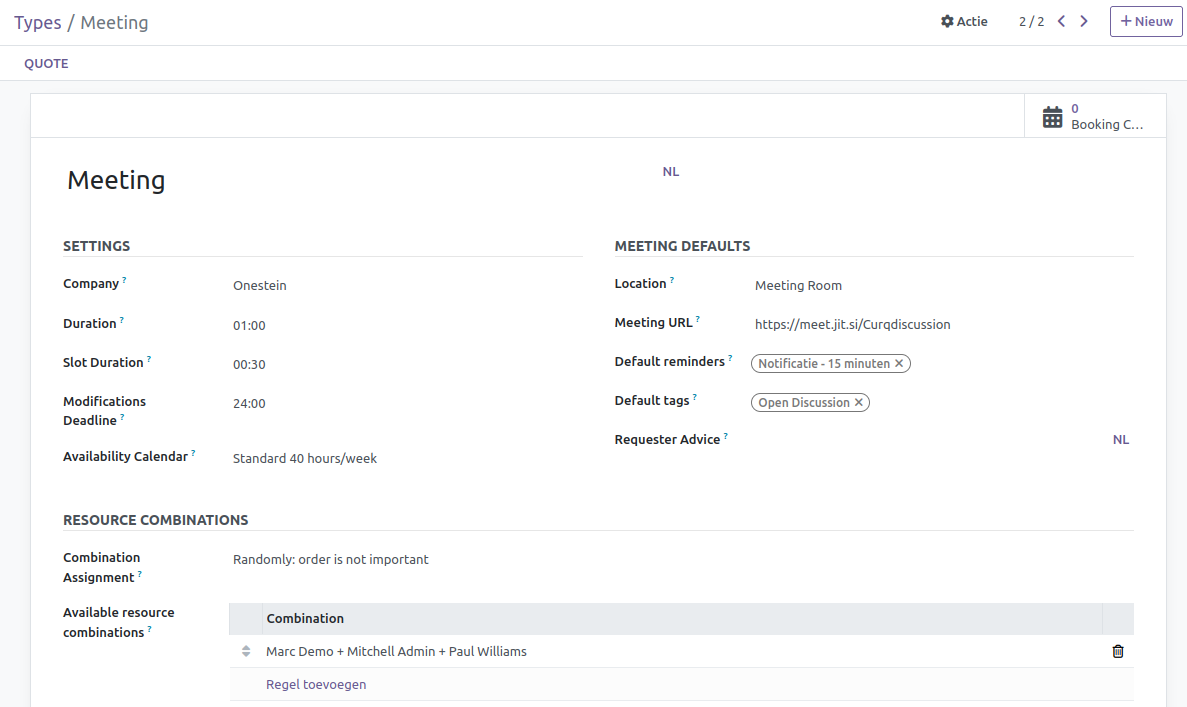 Types / Meeting
Actie
2 / 2
+ Nieuw
QUOTE
0
Booking C...
Meeting
NL
SETTINGS
Company ?
Onestein
Duration ?
01:00
Slot Duration ?
00:30
Modifications
Deadline ?
24:00
Availability Calendar ?
Standard 40 hours/week
MEETING DEFAULTS
Location ?
Meeting Room
Meeting URL ?
https://meet.jit.si/Curqdiscussion
Default reminders ?
Notificatie - 15 minuten ×
Default tags ?
Open Discussion ×
Requester Advice ?
NL
RESOURCE COMBINATIONS
Combination
Assignment ?
Randomly: order is not important
Available resource
combinations ?
Combination
Marc Demo + Mitchell Admin + Paul Williams
Regel toevoegen